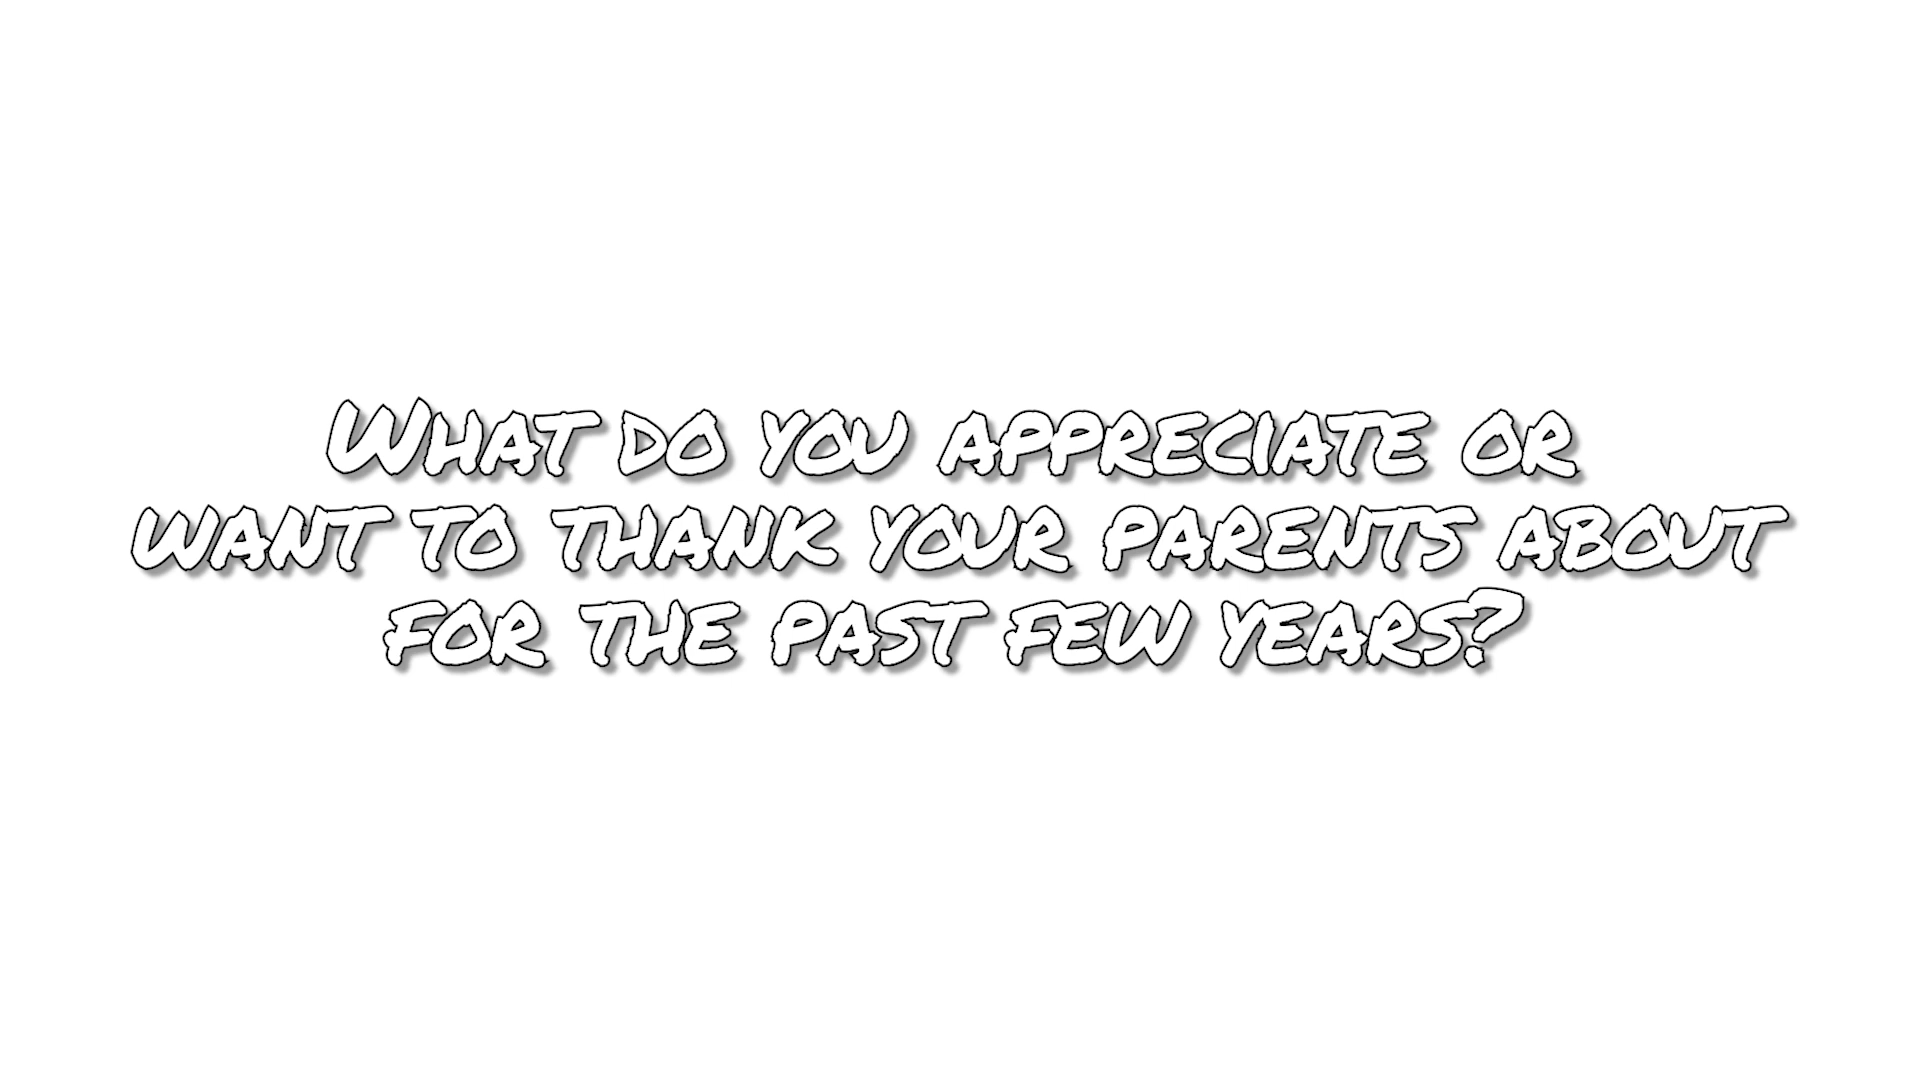 What do you appreciate or
want to thank your parents about
for the past few years?